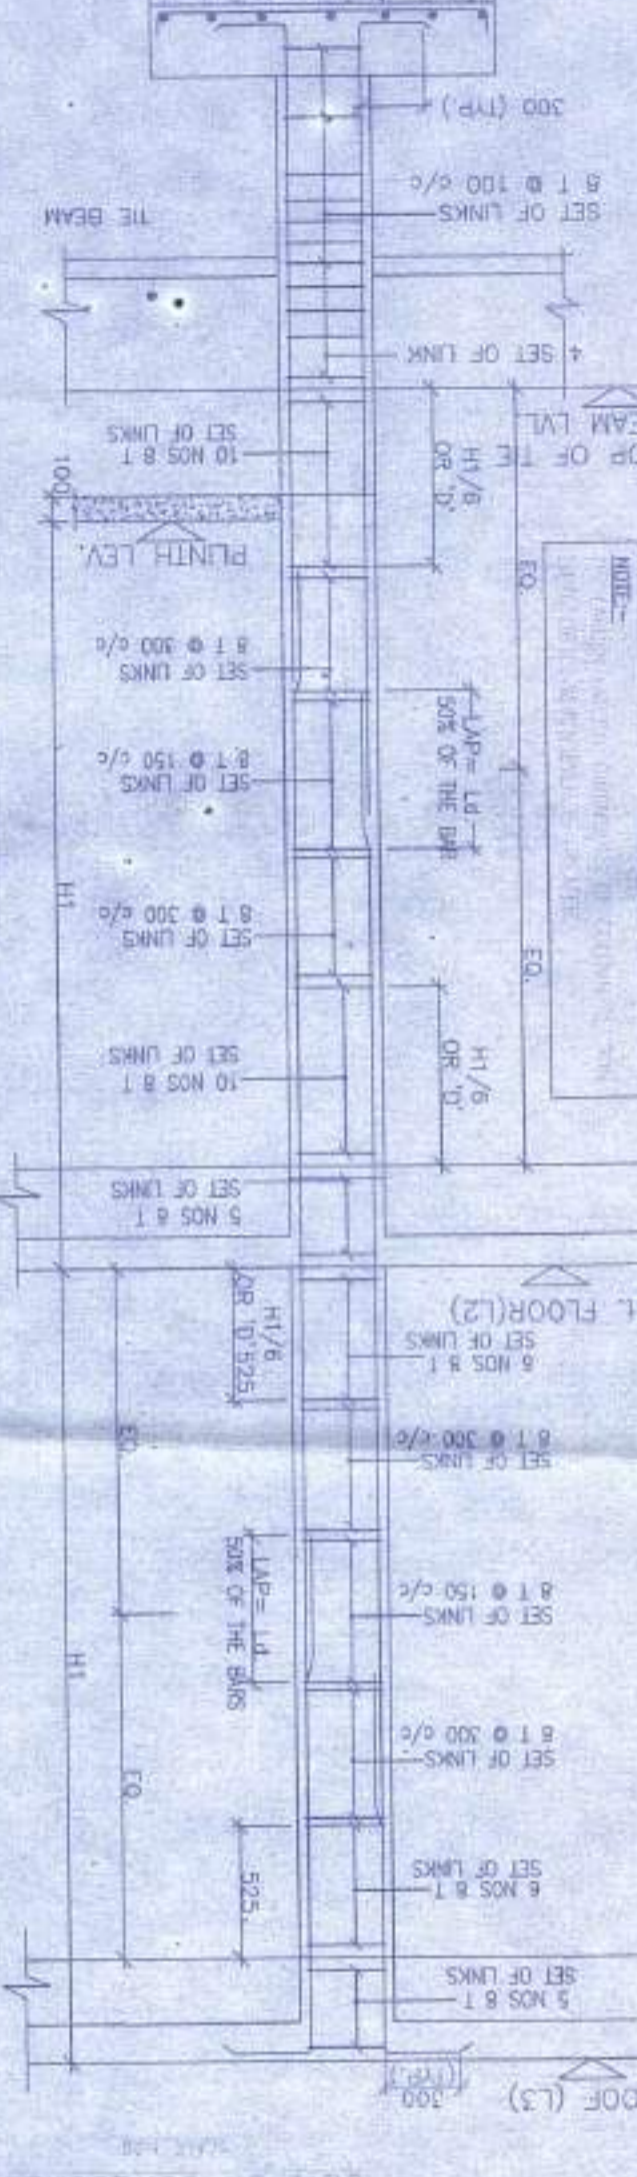 OOF (L3)
300
(TYP.)
5 NOS 8 T
SET OF LINKS
525.
6 NOS 8 T
SET OF LINKS
EQ.
8 T @ 300 c/c
SET OF LINKS
H1
LAP= Ld
50% OF THE BARS
8 T @ 150 c/c
SET OF LINKS
EQ.
8 T @ 300 c/c
SET OF LINKS
H1/6
OR 'D' 525
6 NOS 8 T
SET OF LINKS
t. FLOOR(L2)
5 NOS 8 T
SET OF LINKS
10 NOS 8 T
SET OF LINKS
H1/6
OR 'D'
EQ.
8 T @ 300 c/c
SET OF LINKS
H1
8 T @ 150 c/c
SET OF LINKS
LAP= Ld
50% OF THE BAR
8 T @ 300 c/c
SET OF LINKS
EQ.
NOTE:-
PLINTH LEV.
100
10 NOS 8 T
SET OF LINKS
H1/6
OR 'D'
OP OF TIE
EAM LVL
4 SET OF LINK
TIE BEAM
8 T @ 100 c/c
SET OF LINKS
300 (TYP.)